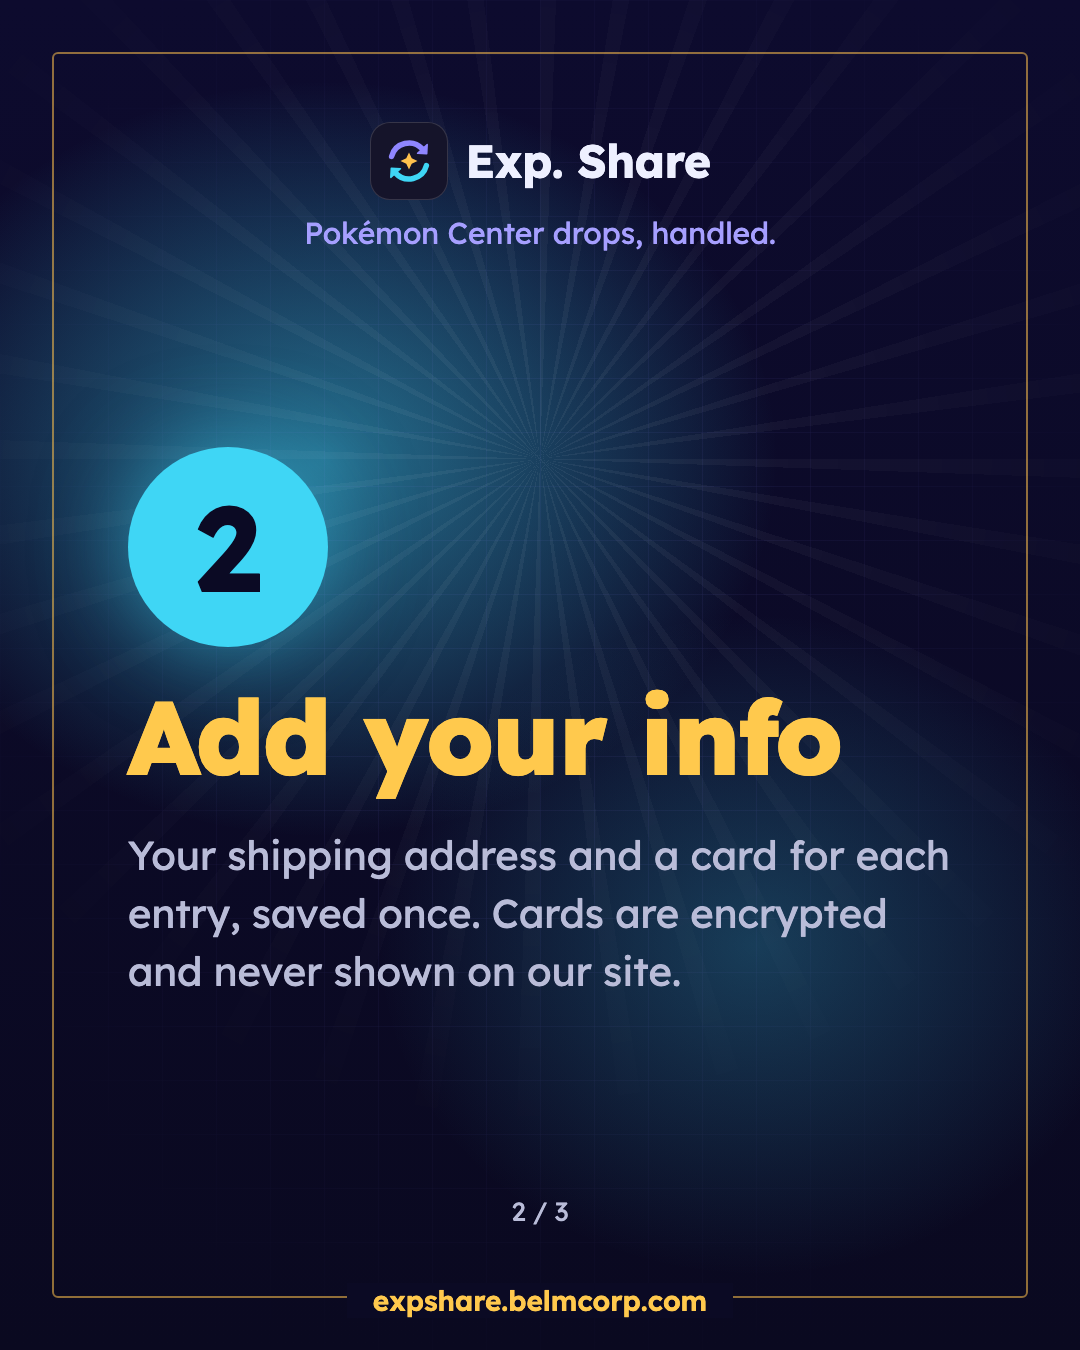 Exp. Share
Pokémon Center drops, handled.
2
Add your info
Your shipping address and a card for each
entry, saved once. Cards are encrypted
and never shown on our site.
2 / 3
expshare.belmcorp.com